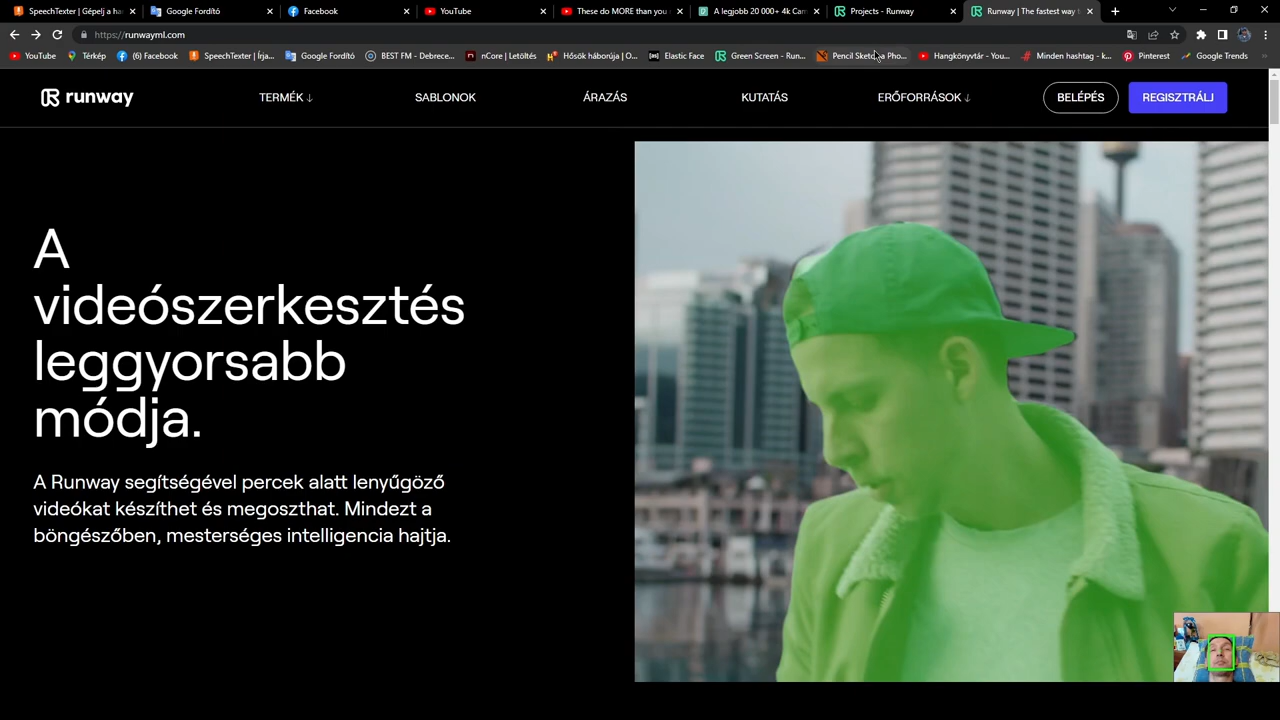 SpeechTexter | Gépelj a ha
Google Fordító
Facebook
YouTube
These do MORE than you
A legjobb 20 000+ 4k Cam
Projects - Runway
Runway | The fastest way t
https://runwayml.com
YouTube
Térkép
(6) Facebook
SpeechTexter | Írja...
Google Fordító
BEST FM - Debrece...
nCore | Letöltés
Hősök háborúja | O...
Elastic Face
Green Screen - Run...
Pencil Sketch a Pho...
Hangkönyvtár - You...
Minden hashtag - k...
Pinterest
Google Trends
runway
TERMÉK ↓
SABLONOK
ÁRAZÁS
KUTATÁS
ERŐFORRÁSOK ↓
BELÉPÉS
REGISZTRÁLJ
A
videószerkesztés
leggyorsabb
módja.
A Runway segítségével percek alatt lenyűgöző
videókat készíthet és megoszthat. Mindezt a
böngészőben, mesterséges intelligencia hajtja.